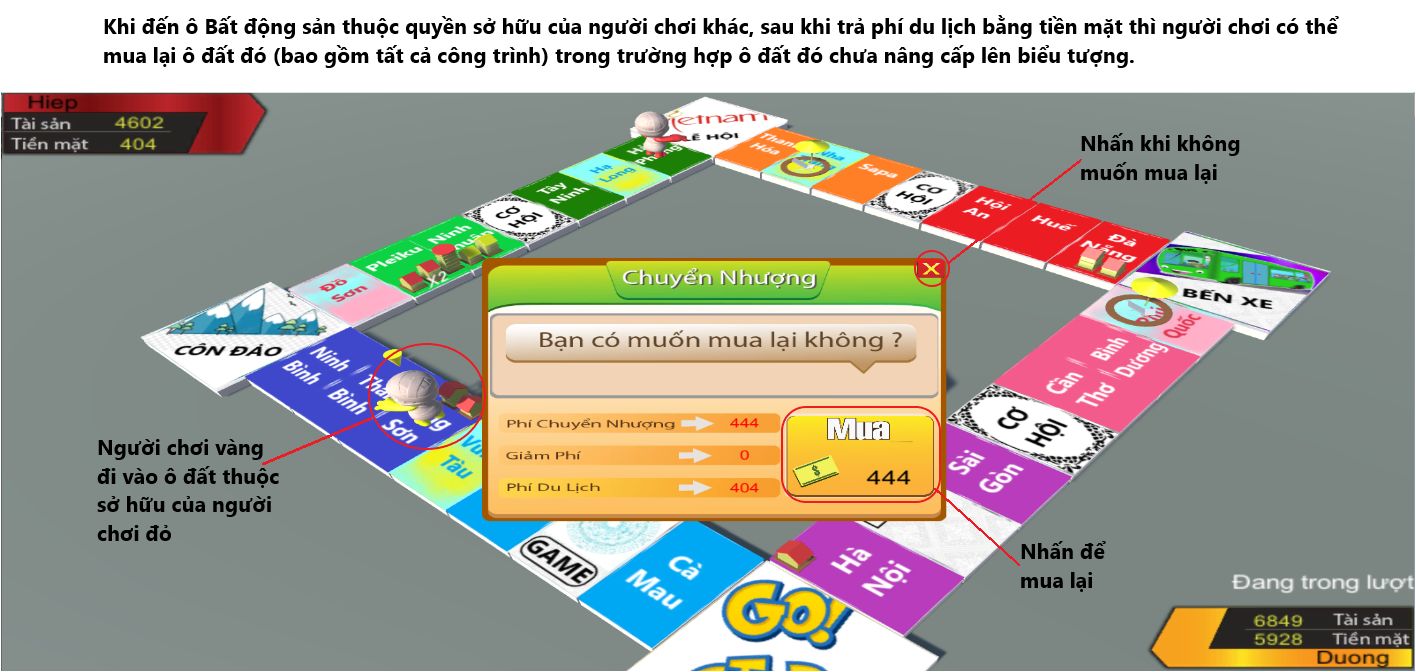 Khi đến ô Bất động sản thuộc quyền sở hữu của người chơi khác, sau khi trả phí du lịch bằng tiền mặt thì người chơi có thể
mua lại ô đất đó (bao gồm tất cả công trình) trong trường hợp ô đất đó chưa nâng cấp lên biểu tượng.
Hiep
Tài sản 4602
Tiền mặt 404
LỄ HỘI
Thanh
Hóa
Sapa
CƠ
HỘI
Hội
An
Huế
Đà
Nẵng
BẾN XE
Nhấn khi không
muốn mua lại
Hạ
Long
Tây
Ninh
CƠ
HỘI
Ninh
Pleiku
X2
Đồ
Sơn
CÔN ĐẢO
Ninh
Bình
Bình
Sơn
Tàu
Người chơi vàng
đi vào ô đất thuộc
sở hữu của người
chơi đỏ
Chuyển Nhượng
X
Bạn có muốn mua lại không ?
Phí Chuyển Nhượng 444
Giảm Phí 0
Phí Du Lịch 404
Mua
444
Quốc
Bình
Dương
Cần
Thơ
CƠ
HỘI
Sài
Gòn
Hà
Nội
GAME
Cà
Mau
GO!
Nhấn để
mua lại
Đang trong lượt
6849 Tài sản
5928 Tiền mặt
Duong